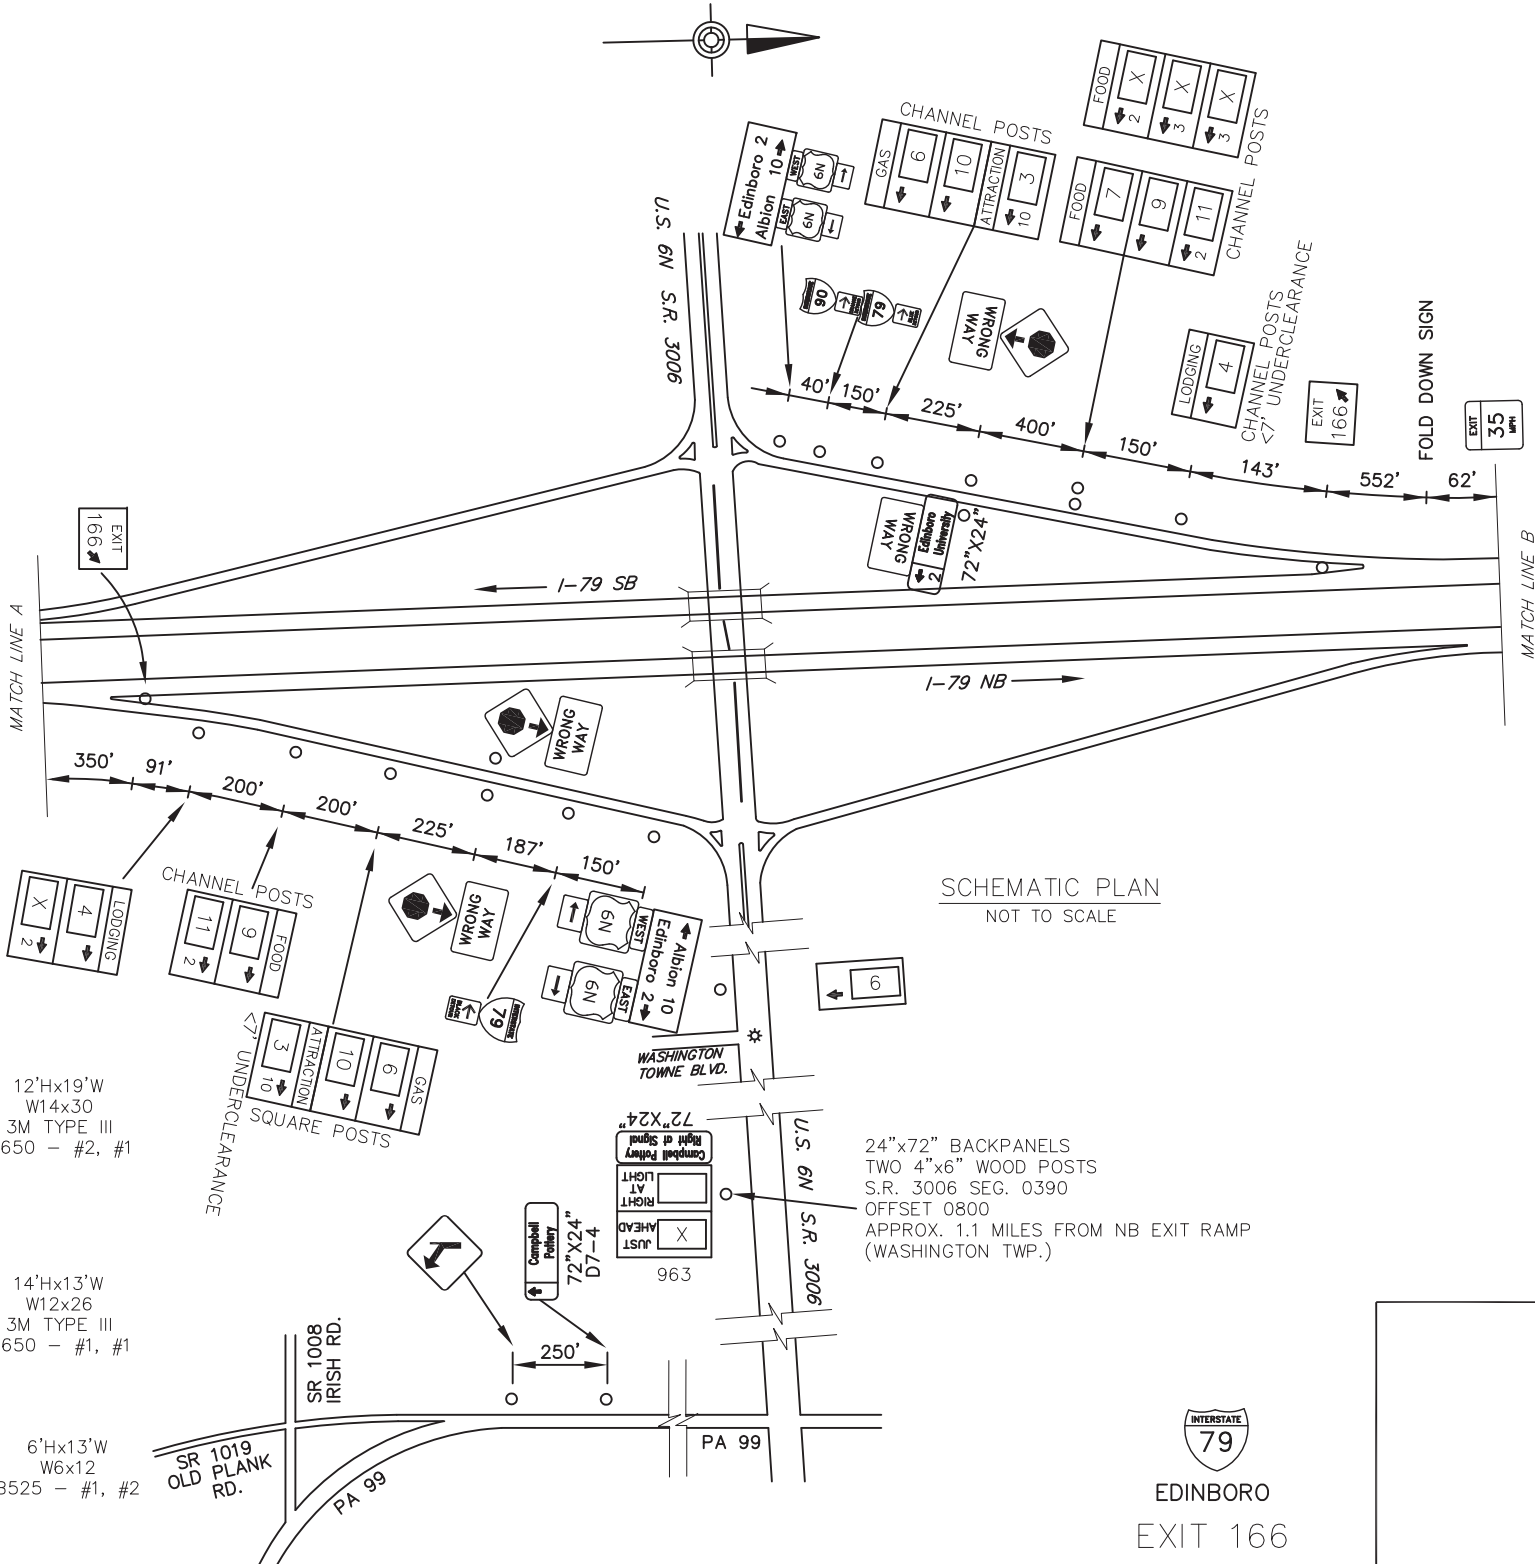 FOOD
X
2
X
3
X
3
CHANNEL POSTS
CHANNEL POSTS
GAS
6
10
ATTRACTION
3
10
FOOD
7
9
11
2
Edinboro 2
Albion 10
WEST
6N
EAST
6N
U.S. 6N S.R. 3006
INTERSTATE
90
INTERSTATE
79
WRONG
WAY
LODGING
4
CHANNEL POSTS
<7' UNDERCLEARANCE
EXIT
166
FOLD DOWN SIGN
EXIT
35
MPH
40'
150'
225'
400'
150'
143'
552'
62'
EXIT
166
WRONG
WAY
Edinboro
University
2
72"X24"
I-79 SB
MATCH LINE A
MATCH LINE B
I-79 NB
WRONG
WAY
350'
91'
200'
200'
225'
187'
150'
SCHEMATIC PLAN
NOT TO SCALE
LODGING
4
X
2
CHANNEL POSTS
FOOD
9
11
2
WRONG
WAY
6N
WEST
6N
EAST
Albion 10
Edinboro 2
INTERSTATE
79
BLACK
6
WASHINGTON
TOWNE BLVD.
GAS
6
10
ATTRACTION
3
10
SQUARE POSTS
<7' UNDERCLEARANCE
12'Hx19'W
W14x30
3M TYPE III
650 - #2, #1
72"X24"
Campbell Pottery
Right at Signal
RIGHT
AT
LIGHT
JUST
AHEAD
X
963
U.S. 6N S.R. 3006
24"x72" BACKPANELS
TWO 4"x6" WOOD POSTS
S.R. 3006 SEG. 0390
OFFSET 0800
APPROX. 1.1 MILES FROM NB EXIT RAMP
(WASHINGTON TWP.)
Campbell
Pottery
72"X24"
D7-4
14'Hx13'W
W12x26
3M TYPE III
650 - #1, #1
250'
SR 1008
IRISH RD.
6'Hx13'W
W6x12
3525 - #1, #2
SR 1019
OLD PLANK
RD.
PA 99
PA 99
INTERSTATE
79
EDINBORO
EXIT 166